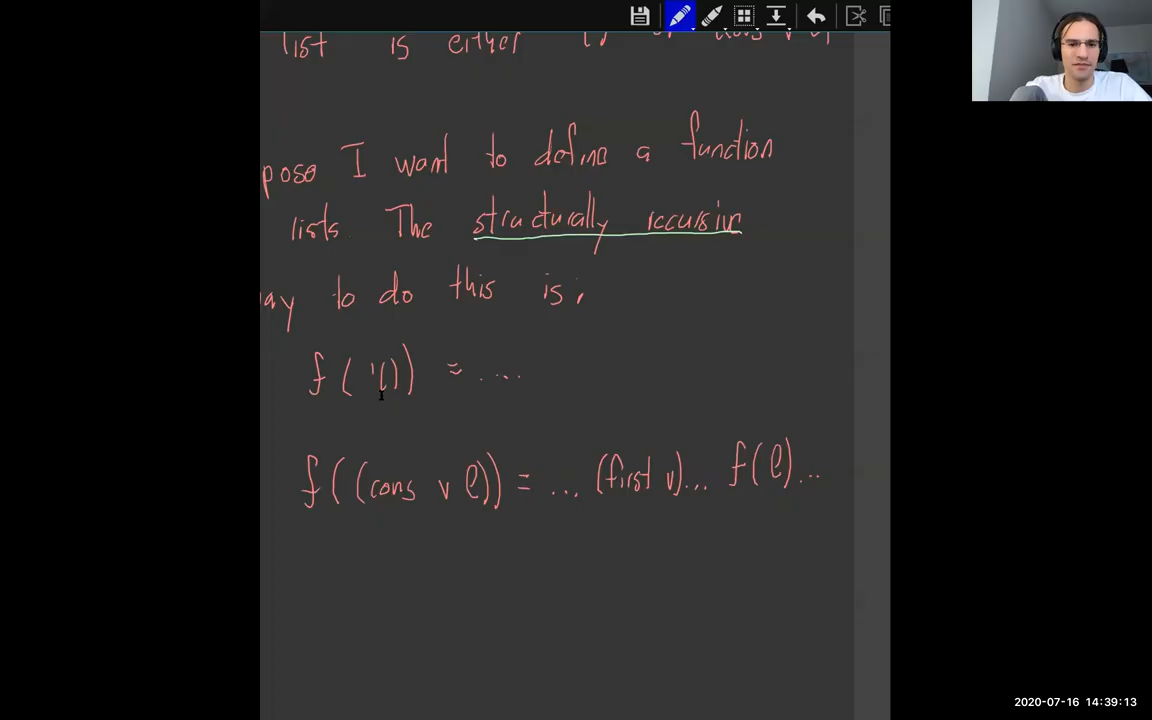 list is either
pose I want to define a function
lists. The structurally recursive
way to do this is:
f( '()) = ....
f((cons v l)) = ... (first v)... f(l)...
2020-07-16 14:39:13